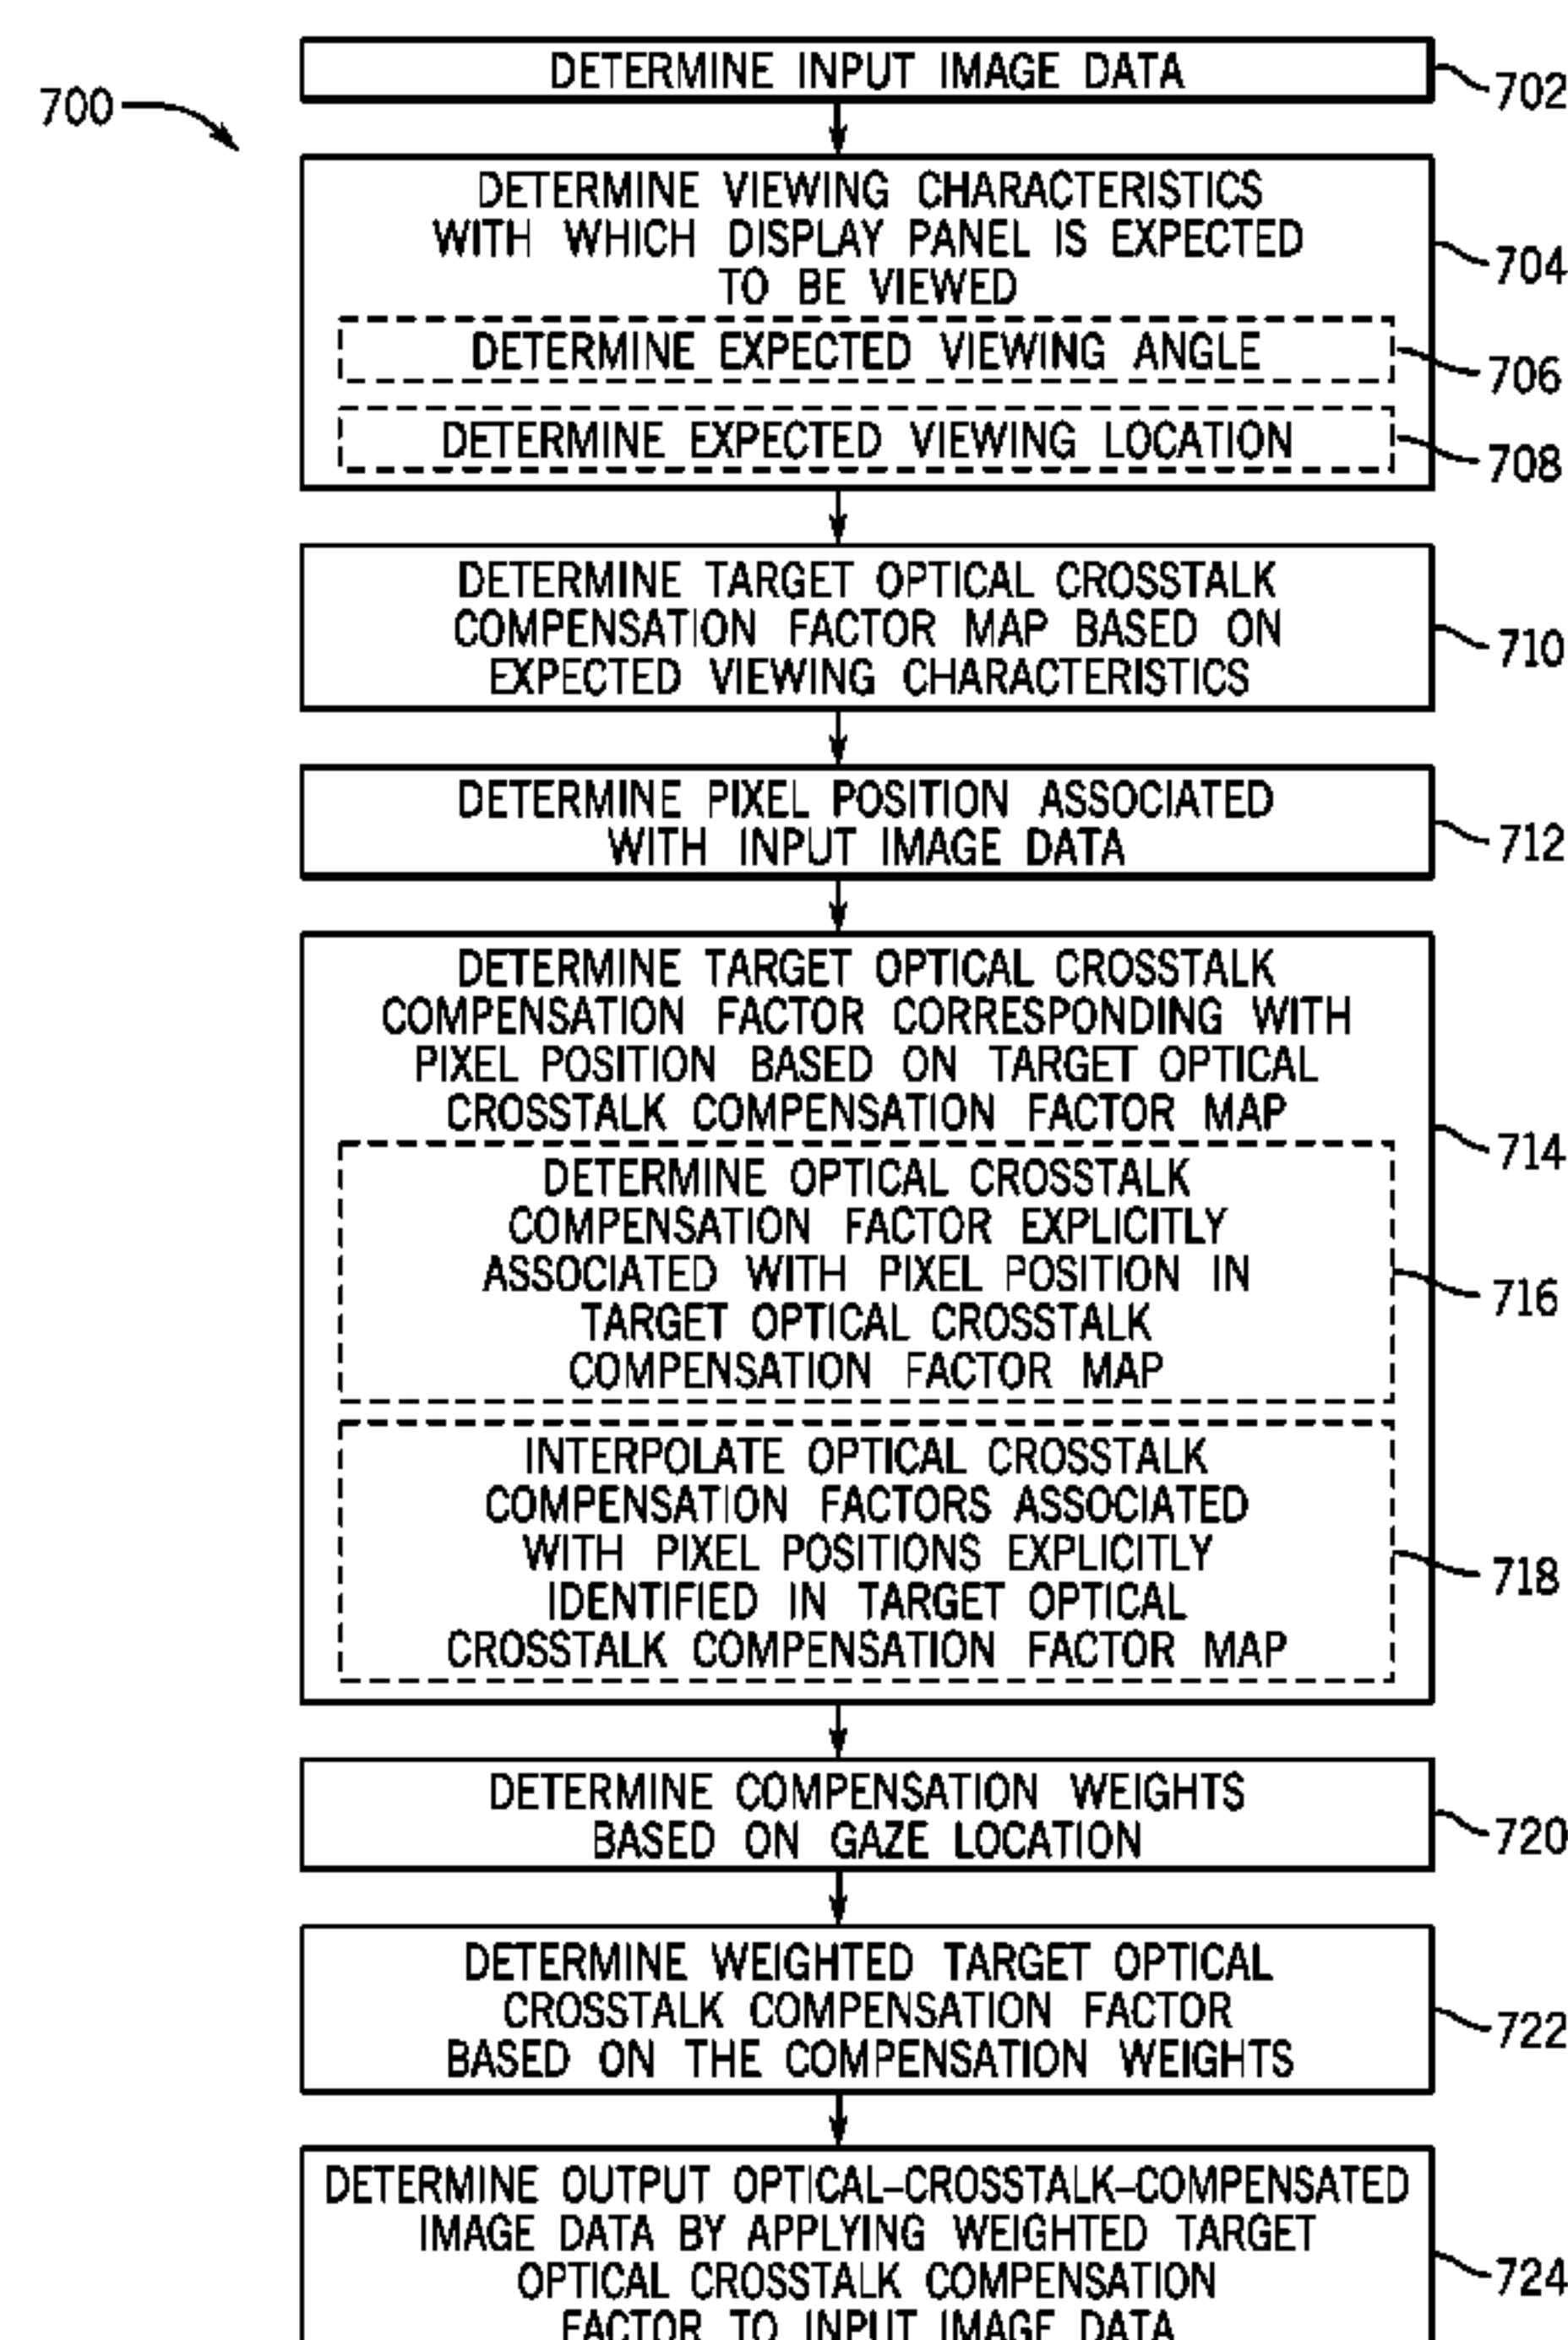 700
DETERMINE INPUT IMAGE DATA
702
DETERMINE VIEWING CHARACTERISTICS
WITH WHICH DISPLAY PANEL IS EXPECTED
TO BE VIEWED
704
DETERMINE EXPECTED VIEWING ANGLE
706
DETERMINE EXPECTED VIEWING LOCATION
708
DETERMINE TARGET OPTICAL CROSSTALK
COMPENSATION FACTOR MAP BASED ON
EXPECTED VIEWING CHARACTERISTICS
710
DETERMINE PIXEL POSITION ASSOCIATED
WITH INPUT IMAGE DATA
712
DETERMINE TARGET OPTICAL CROSSTALK
COMPENSATION FACTOR CORRESPONDING WITH
PIXEL POSITION BASED ON TARGET OPTICAL
CROSSTALK COMPENSATION FACTOR MAP
714
DETERMINE OPTICAL CROSSTALK
COMPENSATION FACTOR EXPLICITLY
ASSOCIATED WITH PIXEL POSITION IN
TARGET OPTICAL CROSSTALK
COMPENSATION FACTOR MAP
716
INTERPOLATE OPTICAL CROSSTALK
COMPENSATION FACTORS ASSOCIATED
WITH PIXEL POSITIONS EXPLICITLY
IDENTIFIED IN TARGET OPTICAL
CROSSTALK COMPENSATION FACTOR MAP
718
DETERMINE COMPENSATION WEIGHTS
BASED ON GAZE LOCATION
720
DETERMINE WEIGHTED TARGET OPTICAL
CROSSTALK COMPENSATION FACTOR
BASED ON THE COMPENSATION WEIGHTS
722
DETERMINE OUTPUT OPTICAL-CROSSTALK-COMPENSATED
IMAGE DATA BY APPLYING WEIGHTED TARGET
OPTICAL CROSSTALK COMPENSATION
FACTOR TO INPUT IMAGE DATA
724